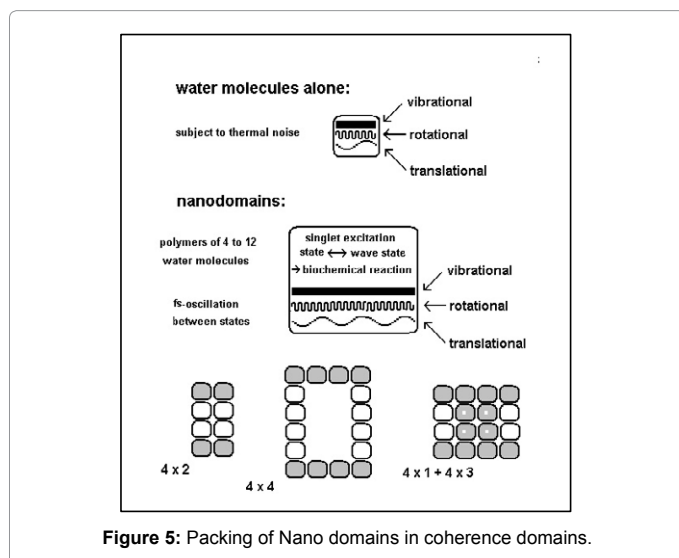 water molecules alone:
vibrational
subject to thermal noise
rotational
translational
nanodomains:
polymers of 4 to 12
water molecules
singlet excitation
state ↔ wave state
→ biochemical reaction
vibrational
fs-oscillation
between states
rotational
translational
4 x 2
4 x 4
4 x 1 + 4 x 3
Figure 5: Packing of Nano domains in coherence domains.